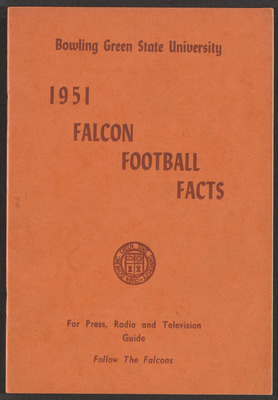 Bowling Green State University
1951
FALCON
FOOTBALL
FACTS
For Press, Radio and Television
Guide
Follow The Falcons